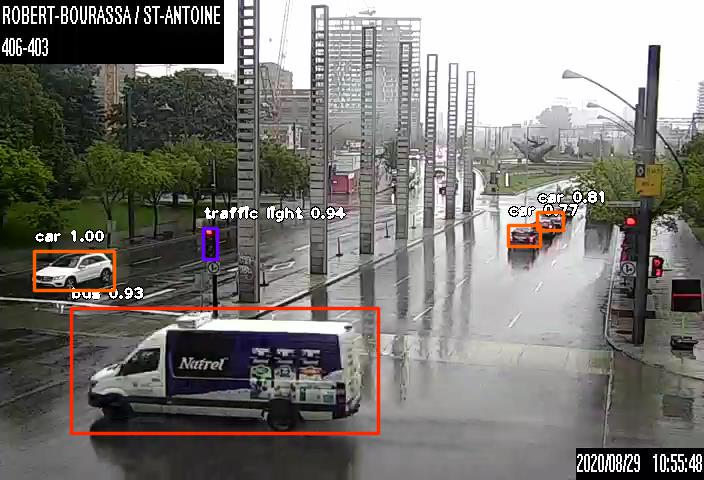 ROBERT-BOURASSA / ST-ANTOINE
406-403
car 0.81
traffic light 0.94
car 0.77
car 1.00
bus 0.93
Natrel
2020/08/29 10:55:48